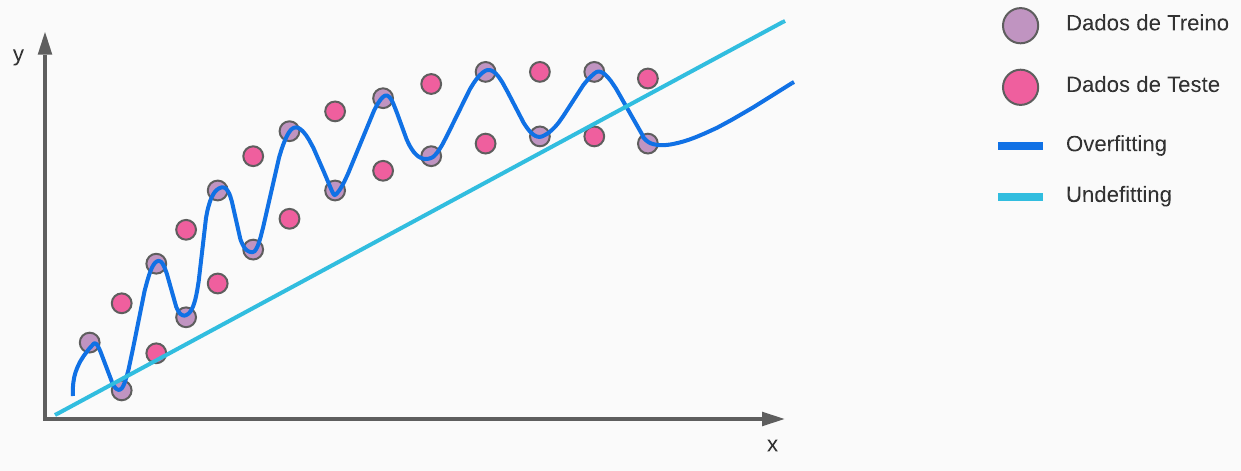 y
x
Dados de Treino
Dados de Teste
Overfitting
Undefitting